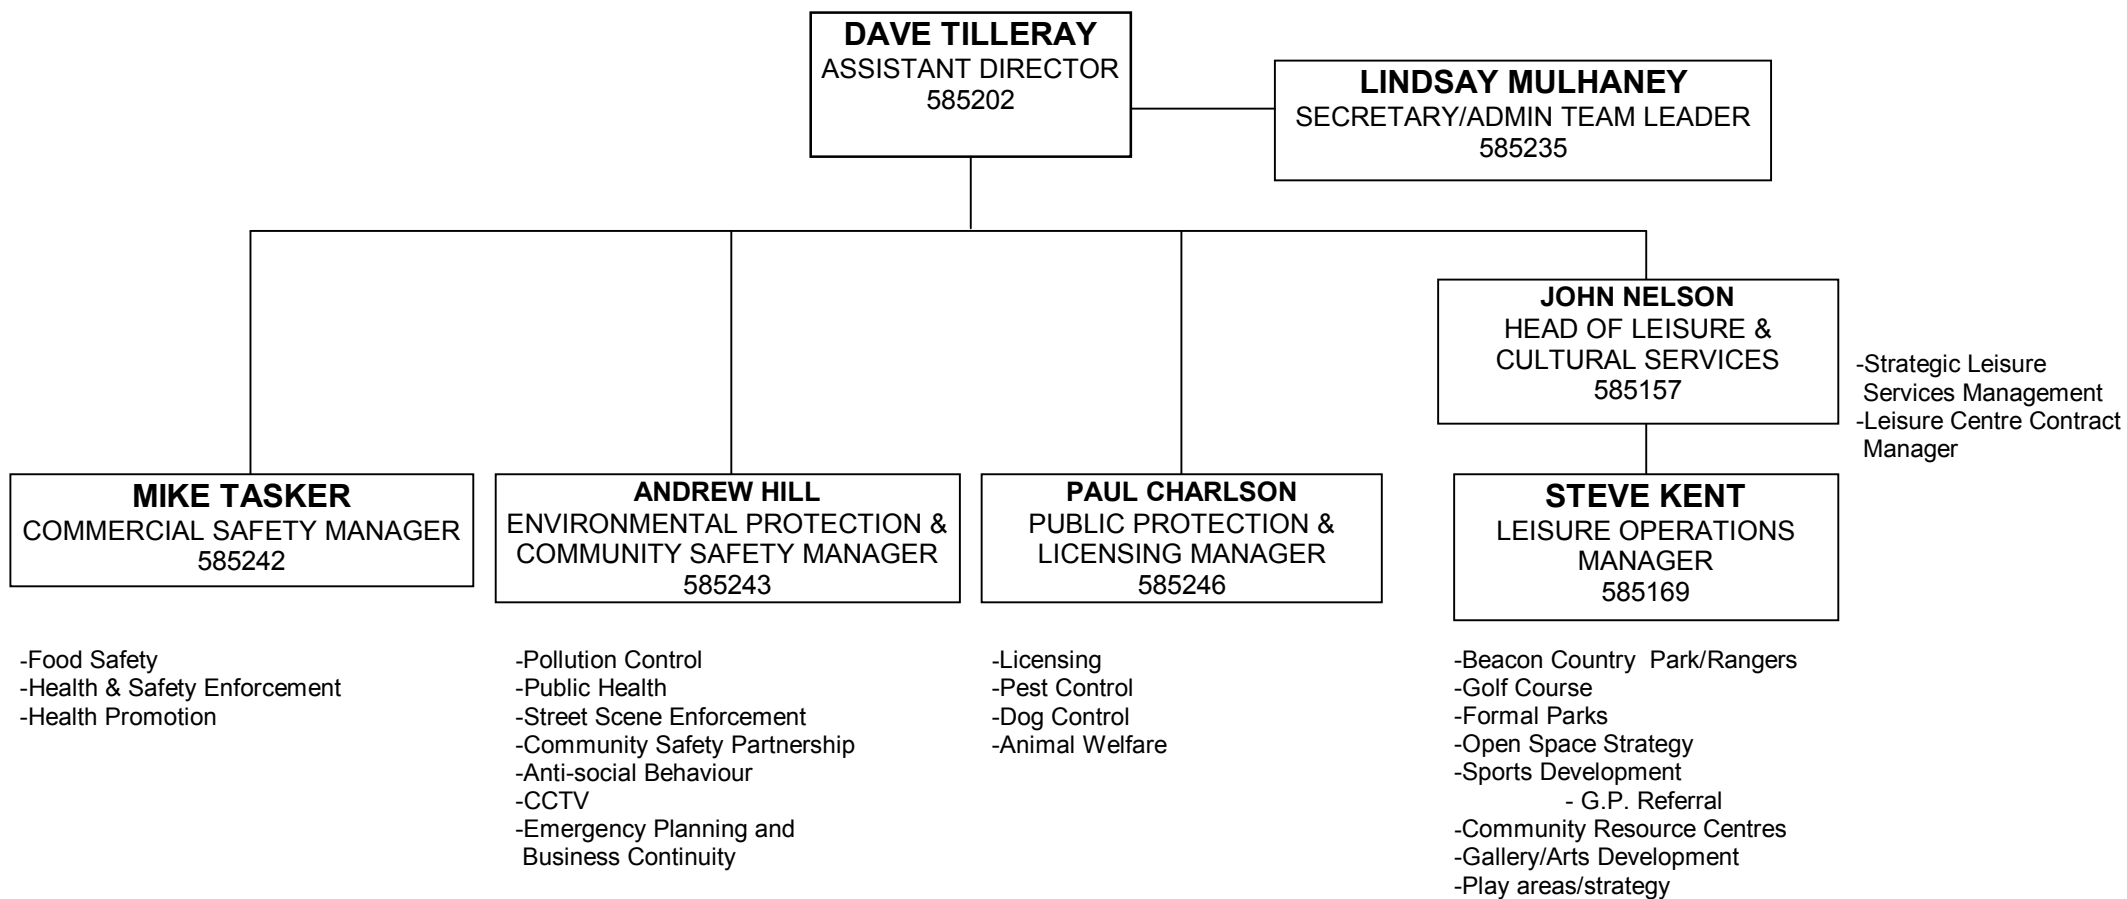 DAVE TILLERAY
ASSISTANT DIRECTOR
585202
LINDSAY MULHANEY
SECRETARY/ADMIN TEAM LEADER
585235
JOHN NELSON
HEAD OF LEISURE &
CULTURAL SERVICES
585157
-Strategic Leisure
Services Management
-Leisure Centre Contract
Manager
MIKE TASKER
COMMERCIAL SAFETY MANAGER
585242
-Food Safety
-Health & Safety Enforcement
-Health Promotion
ANDREW HILL
ENVIRONMENTAL PROTECTION &
COMMUNITY SAFETY MANAGER
585243
-Pollution Control
-Public Health
-Street Scene Enforcement
-Community Safety Partnership
-Anti-social Behaviour
-CCTV
-Emergency Planning and
Business Continuity
PAUL CHARLSON
PUBLIC PROTECTION &
LICENSING MANAGER
585246
-Licensing
-Pest Control
-Dog Control
-Animal Welfare
STEVE KENT
LEISURE OPERATIONS
MANAGER
585169
-Beacon Country  Park/Rangers
-Golf Course
-Formal Parks
-Open Space Strategy
-Sports Development
- G.P. Referral
-Community Resource Centres
-Gallery/Arts Development
-Play areas/strategy